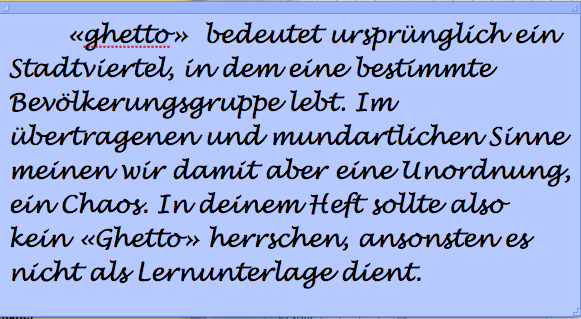 «ghetto» bedeutet ursprünglich ein
Stadtviertel, in dem eine bestimmte
Bevölkerungsgruppe lebt. Im
übertragenen und mundartlichen Sinne
meinen wir damit aber eine Unordnung,
ein Chaos. In deinem Heft sollte also
kein «Ghetto» herrschen, ansonsten es
nicht als Lernunterlage dient.